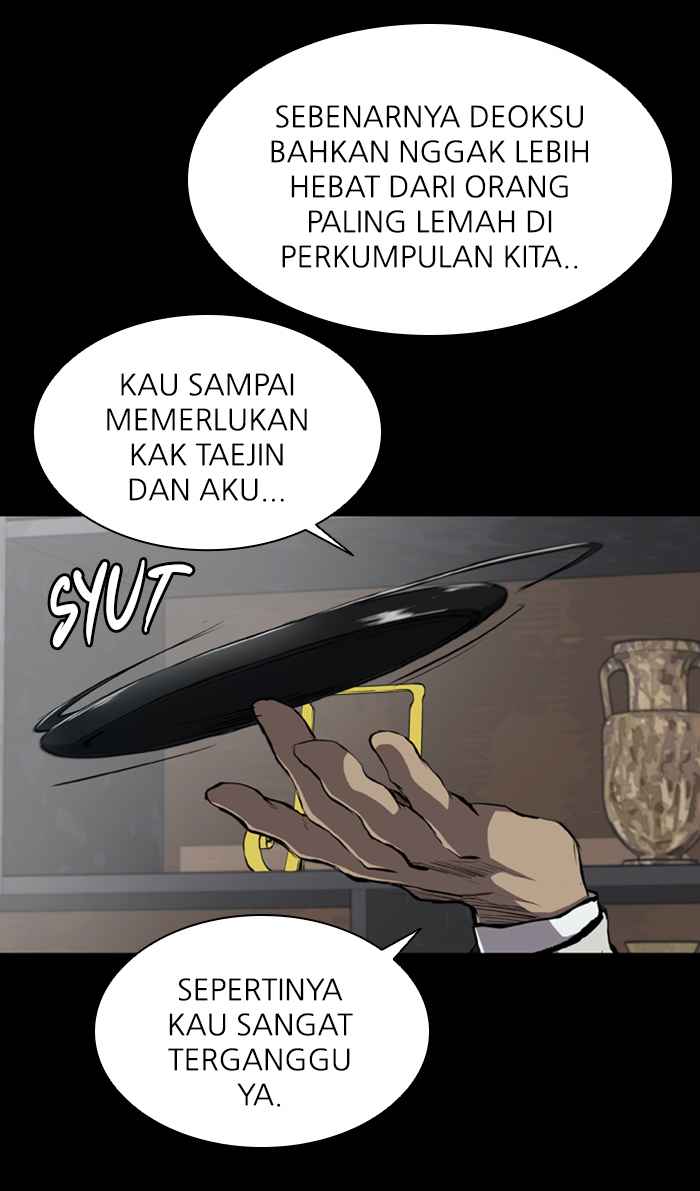 SEBENARNYA DEOKSU
BAHKAN NGGAK LEBIH
HEBAT DARI ORANG
PALING LEMAH DI
PERKUMPULAN KITA..
KAU SAMPAI
MEMERLUKAN
KAK TAEJIN
DAN AKU...
SYUT
SEPERTINYA
KAU SANGAT
TERGANGGU
YA.